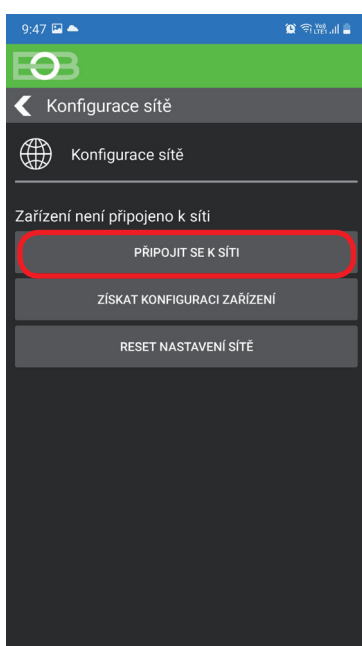 9:47
EOB
Konfigurace sítě
Konfigurace sítě
Zařízení není připojeno k síti
PŘIPOJIT SE K SÍTI
ZÍSKAT KONFIGURACI ZAŘÍZENÍ
RESET NASTAVENÍ SÍTĚ